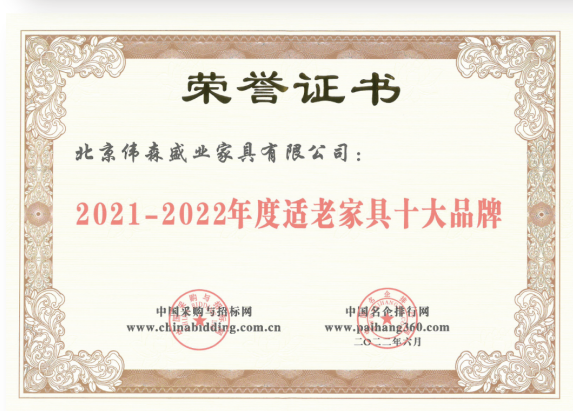 荣誉证书
北京伟森盛业家具有限公司：
2021-2022年度适老家具十大品牌
中国采购与招标网
www.chinabidding.com.cn
中国名企排行网
www.paihang360.com
二〇二二年六月